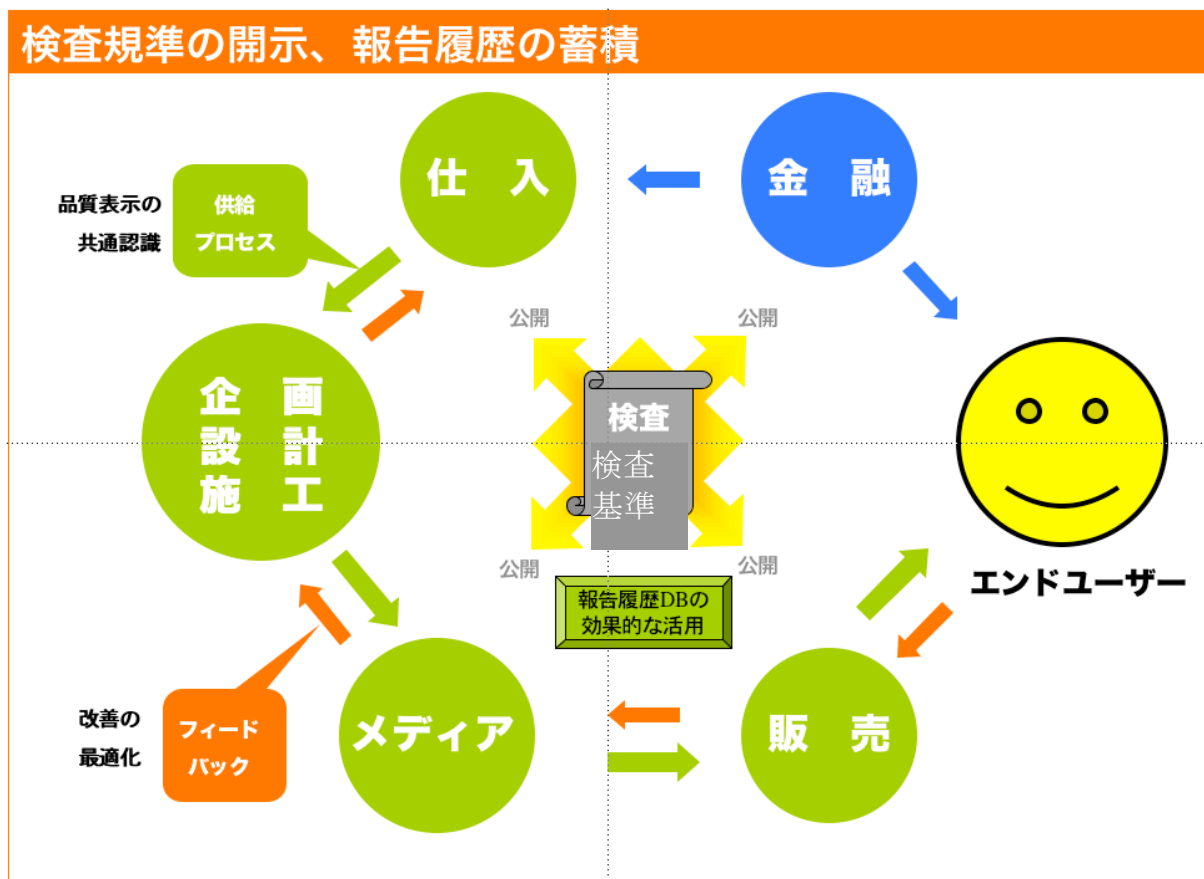 検査規準の開示、報告履歴の蓄積
仕　入
金　融
品質表示の
共通認識
供給
プロセス
公開
公開
企　画
設　計
施　工
検査
検査
基準
公開
公開
エンドユーザー
報告履歴DBの
効果的な活用
改善の
最適化
フィード
バック
メディア
販　売